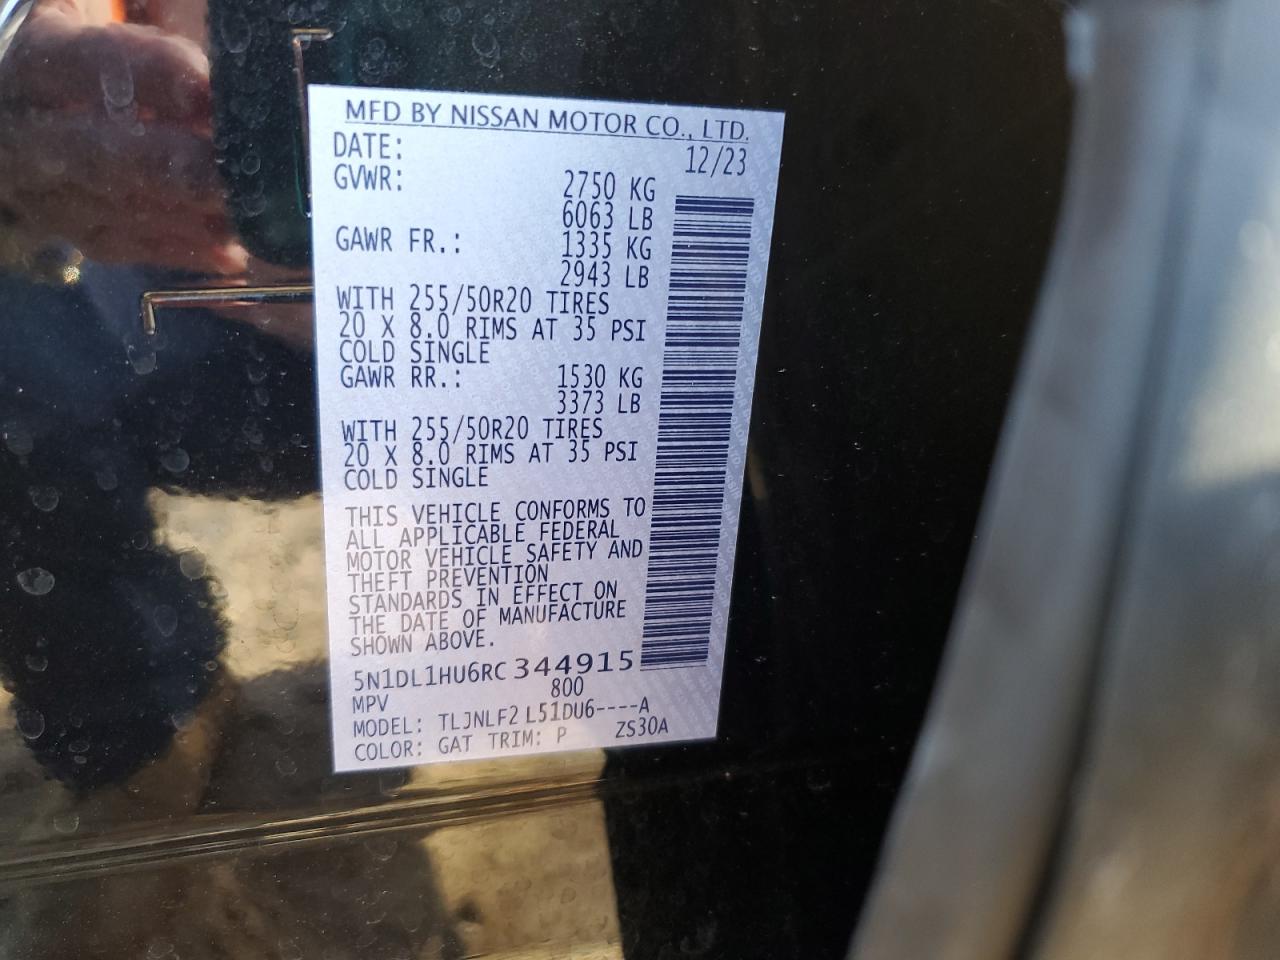 MFD BY NISSAN MOTOR CO., LTD.
DATE: 12/23
GVWR: 2750 KG
6063 LB
GAWR FR.: 1335 KG
2943 LB
WITH 255/50R20 TIRES
20 X 8.0 RIMS AT 35 PSI
COLD SINGLE
GAWR RR.: 1530 KG
3373 LB
WITH 255/50R20 TIRES
20 X 8.0 RIMS AT 35 PSI
COLD SINGLE
THIS VEHICLE CONFORMS TO
ALL APPLICABLE FEDERAL
MOTOR VEHICLE SAFETY AND
THEFT PREVENTION
STANDARDS IN EFFECT ON
THE DATE OF MANUFACTURE
SHOWN ABOVE.
5N1DL1HU6RC 344915
MPV 800
MODEL: TLJNLF2 L51DU6----A
COLOR: GAT TRIM: P ZS30A